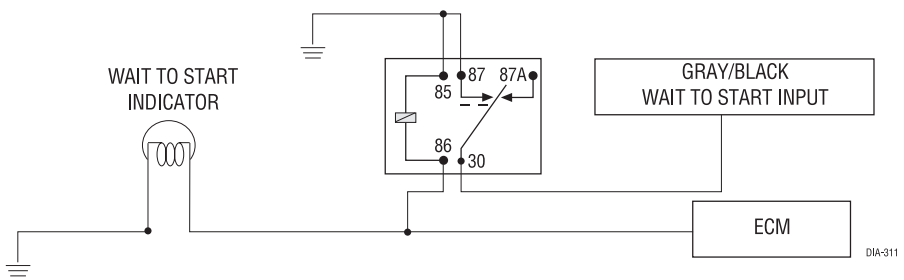 WAIT TO START
INDICATOR
85
87
87A
86
30
GRAY/BLACK
WAIT TO START INPUT
ECM
DIA-311